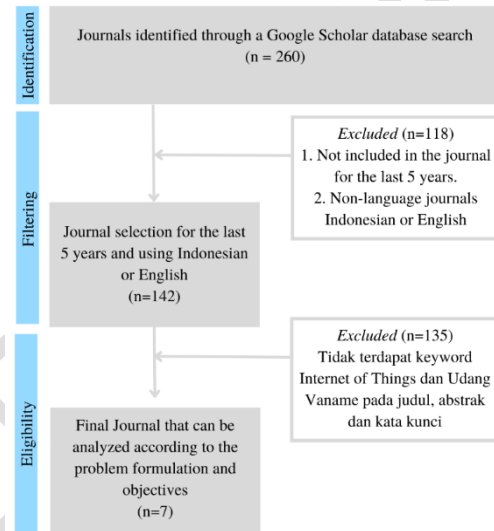 Identification
Journals identified through a Google Scholar database search
(n = 260)
Filtering
Excluded (n=118)
1. Not included in the journal
for the last 5 years.
2. Non-language journals
Indonesian or English
Journal selection for the last
5 years and using Indonesian
or English
(n=142)
Eligibility
Excluded (n=135)
Tidak terdapat keyword
Internet of Things dan Udang
Vaname pada judul, abstrak
dan kata kunci
Final Journal that can be
analyzed according to the
problem formulation and
objectives
(n=7)